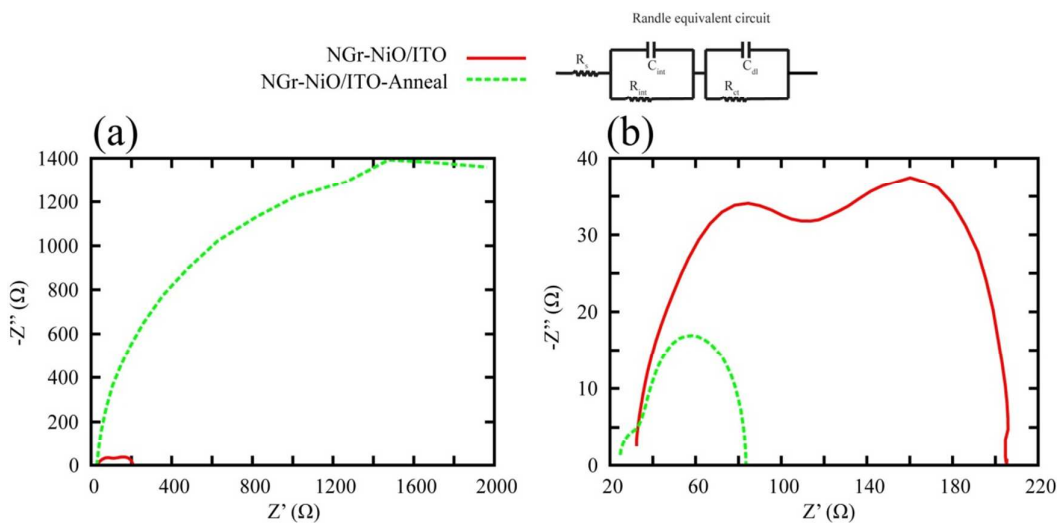 Randle equivalent circuit
NGr-NiO/ITO
NGr-NiO/ITO-Anneal
Rs
Cint
Rint
Cdl
Rct
(a)
1400
1200
1000
800
600
400
200
0
-Z” (Ω)
0 400 800 1200 1600 2000
Z’ (Ω)
(b)
40
30
20
10
0
-Z” (Ω)
20 60 100 140 180 220
Z’ (Ω)